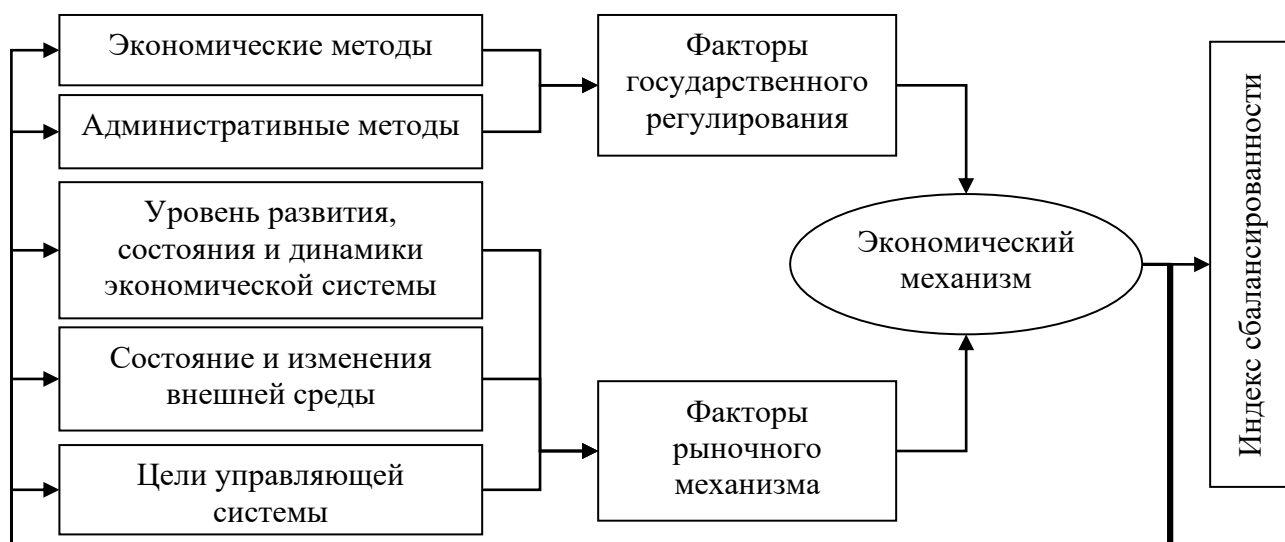 Экономические методы
Административные методы
Уровень развития,
состояния и динамики
экономической системы
Состояние и изменения
внешней среды
Цели управляющей
системы
Факторы
государственного
регулирования
Факторы
рыночного
механизма
Экономический
механизм
Индекс сбалансированности